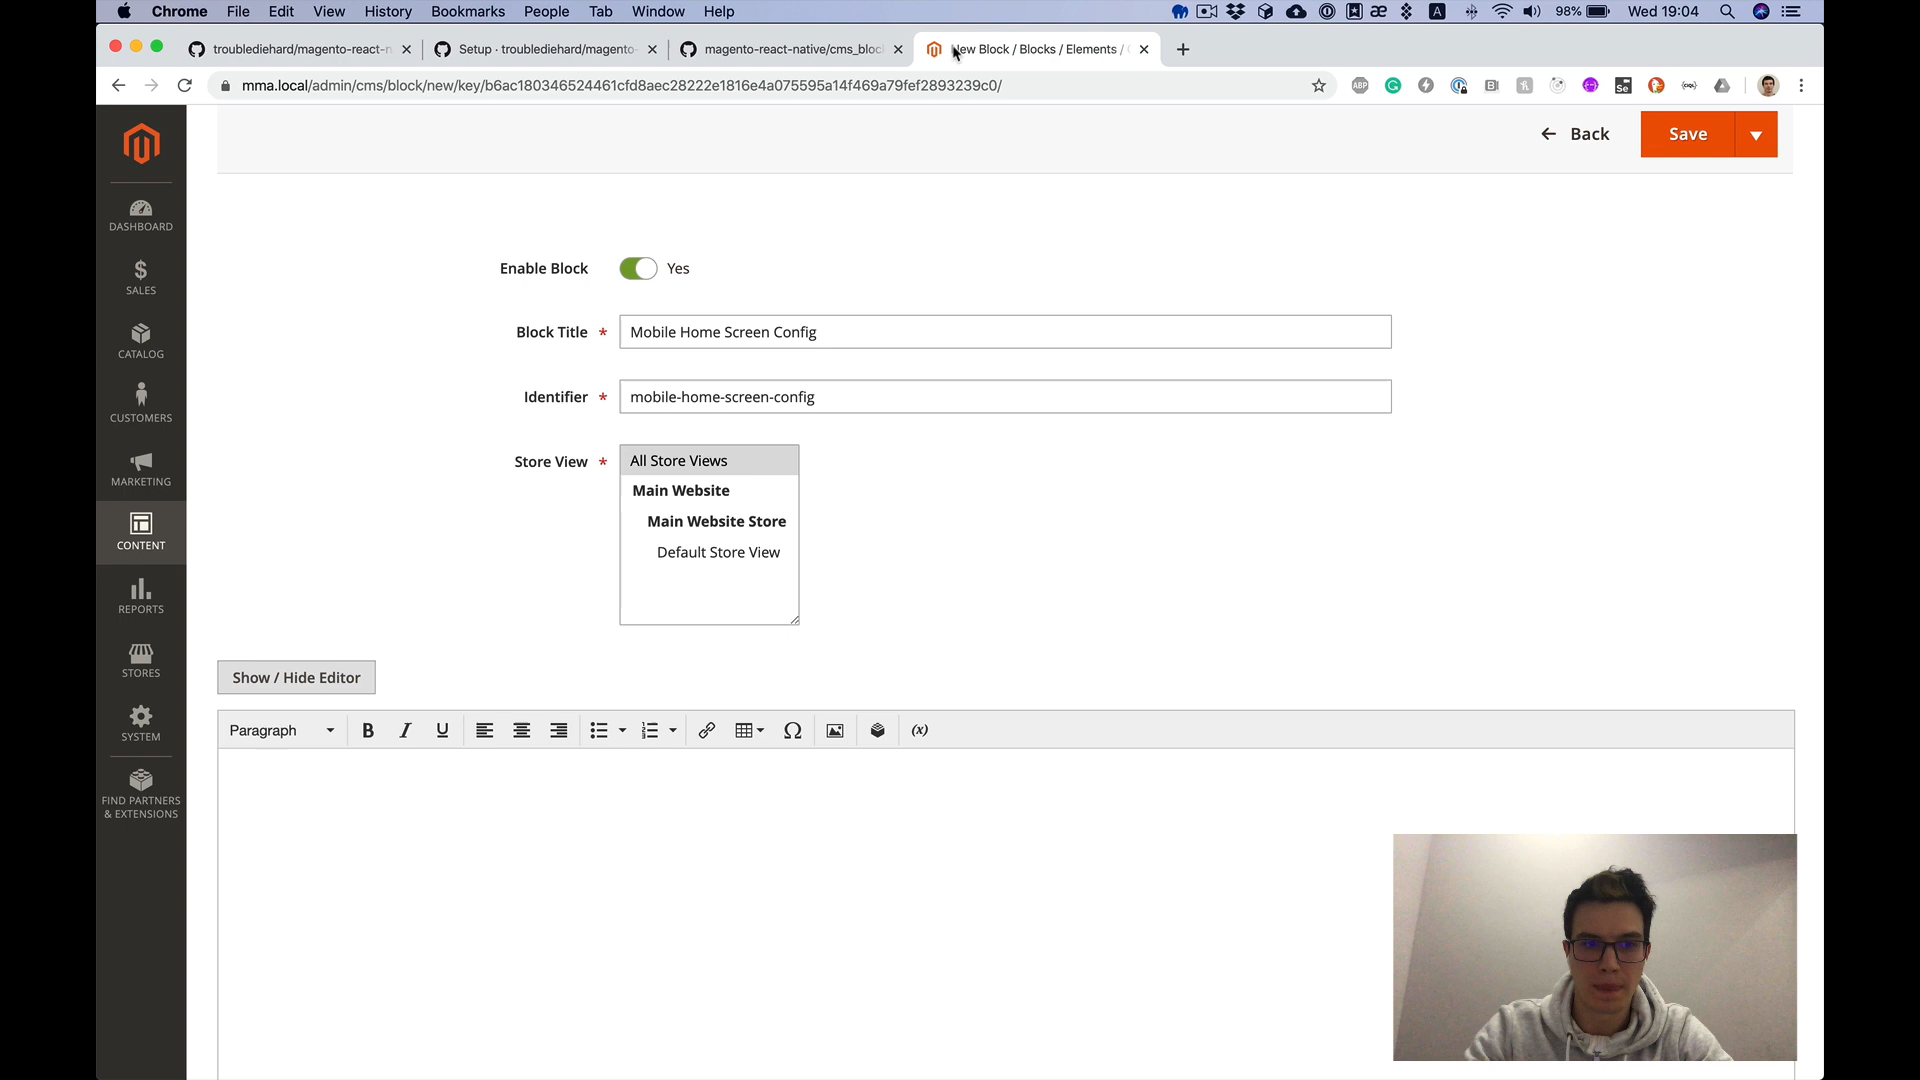 Chrome File Edit View History Bookmarks People Tab Window Help 98% Wed 19:04
troublediehard/magento-react-n Setup · troublediehard/magento- magento-react-native/cms_bloc New Block / Blocks / Elements /
mma.local/admin/cms/block/new/key/b6ac180346524461cfd8aec28222e1816e4a075595a14f469a79fef2893239c0/
Back Save
DASHBOARD
SALES
CATALOG
CUSTOMERS
MARKETING
CONTENT
REPORTS
STORES
SYSTEM
FIND PARTNERS
& EXTENSIONS
Enable Block Yes
Block Title * Mobile Home Screen Config
Identifier * mobile-home-screen-config
Store View * All Store Views
Main Website
Main Website Store
Default Store View
Show / Hide Editor
Paragraph B I U Ω (x)